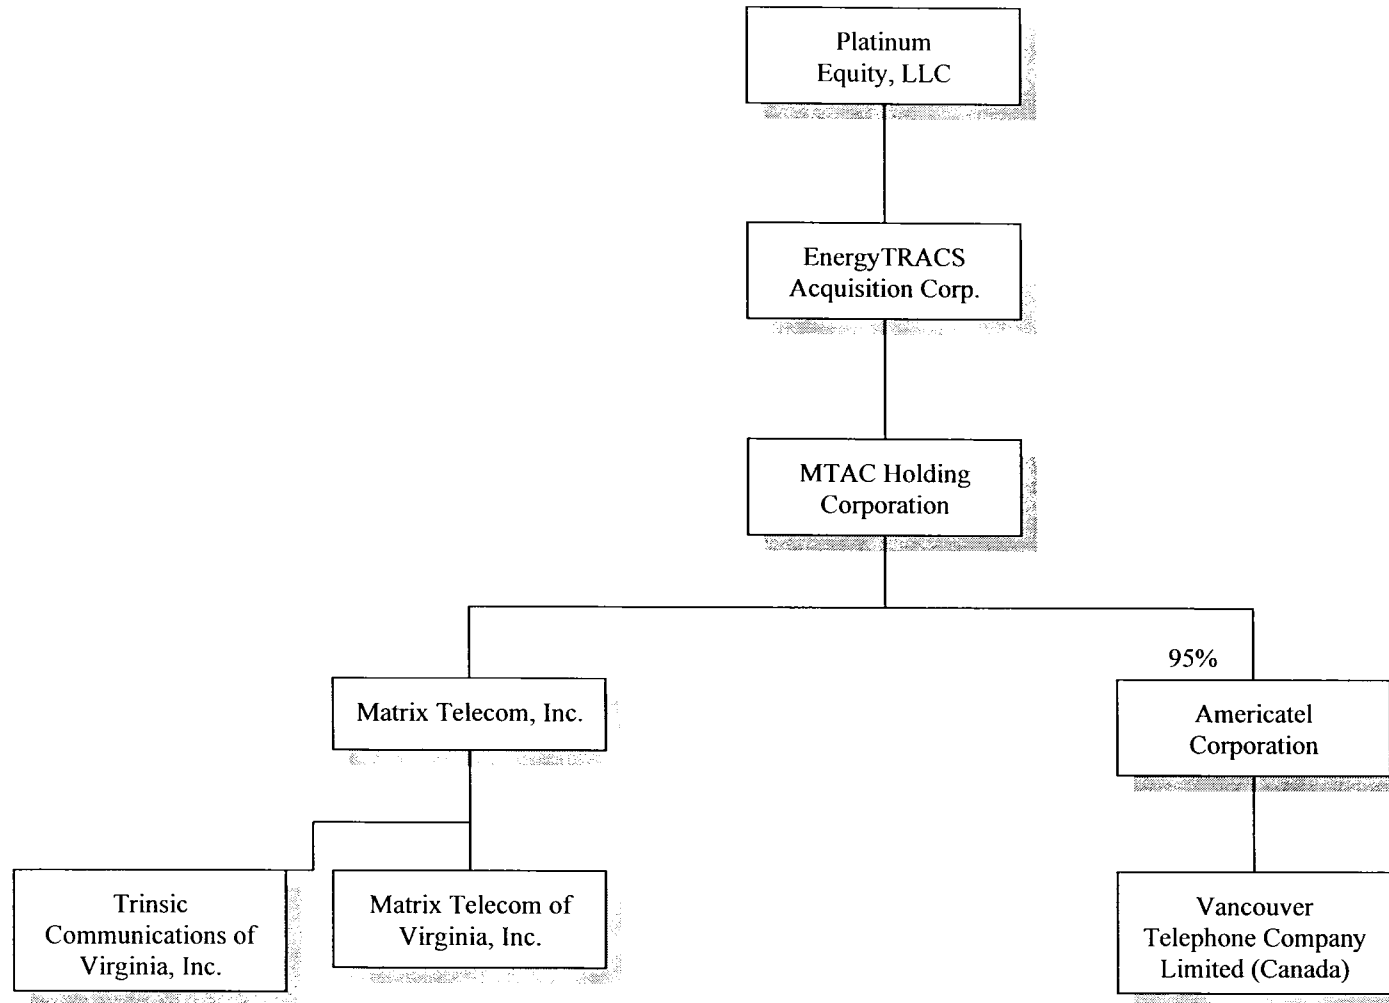 Platinum
Equity, LLC
EnergyTRACS
Acquisition Corp.
MTAC Holding
Corporation
95%
Matrix Telecom, Inc.
Americatel
Corporation
Trinsic
Communications of
Virginia, Inc.
Matrix Telecom of
Virginia, Inc.
Vancouver
Telephone Company
Limited (Canada)